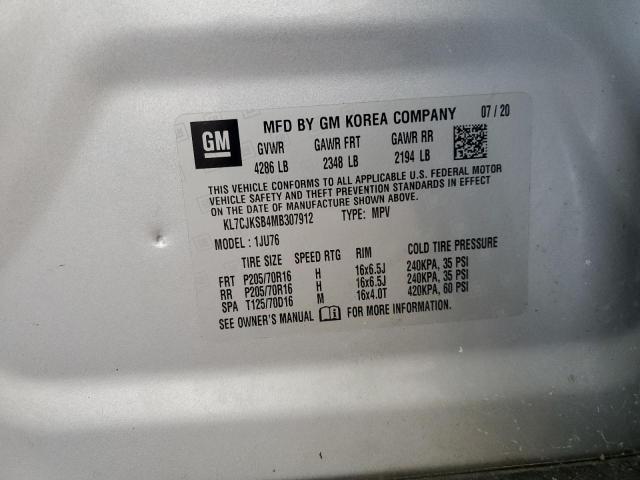 GM
MFD BY GM KOREA COMPANY 07/20
GVWR GAWR FRT GAWR RR
4286 LB 2348 LB 2194 LB
THIS VEHICLE CONFORMS TO ALL APPLICABLE U.S. FEDERAL MOTOR
VEHICLE SAFETY AND THEFT PREVENTION STANDARDS IN EFFECT
ON THE DATE OF MANUFACTURE SHOWN ABOVE.
KL7CJKSB4MB307912 TYPE: MPV
MODEL: 1JU76
TIRE SIZE SPEED RTG RIM COLD TIRE PRESSURE
FRT P205/70R16 H 16x6.5J 240KPA, 35 PSI
RR P205/70R16 H 16x6.5J 240KPA, 35 PSI
SPA T125/70D16 M 16x4.0T 420KPA, 60 PSI
SEE OWNER'S MANUAL FOR MORE INFORMATION.